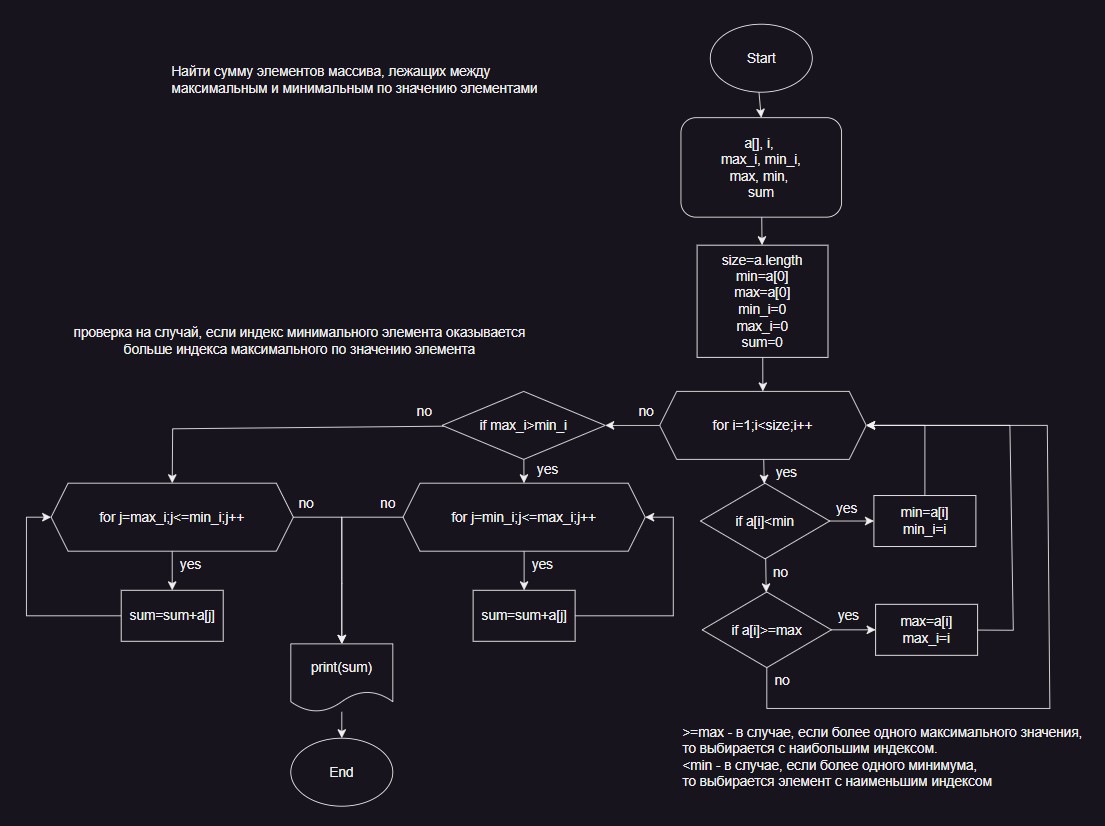 Найти сумму элементов массива, лежащих между
максимальным и минимальным по значению элементами
Start
a[], i,
max_i, min_i,
max, min,
sum
size=a.length
min=a[0]
max=a[0]
min_i=0
max_i=0
sum=0
проверка на случай, если индекс минимального элемента оказывается
больше индекса максимального по значению элемента
for i=1;i<size;i++
no
if max_i>min_i
no
yes
yes
for j=max_i;j<=min_i;j++
no
no
for j=min_i;j<=max_i;j++
yes
sum=sum+a[j]
yes
sum=sum+a[j]
if a[i]<min
yes
min=a[i]
min_i=i
no
if a[i]>=max
yes
max=a[i]
max_i=i
no
print(sum)
End
>=max - в случае, если более одного максимального значения,
то выбирается с наибольшим индексом.
<min - в случае, если более одного минимума,
то выбирается элемент с наименьшим индексом